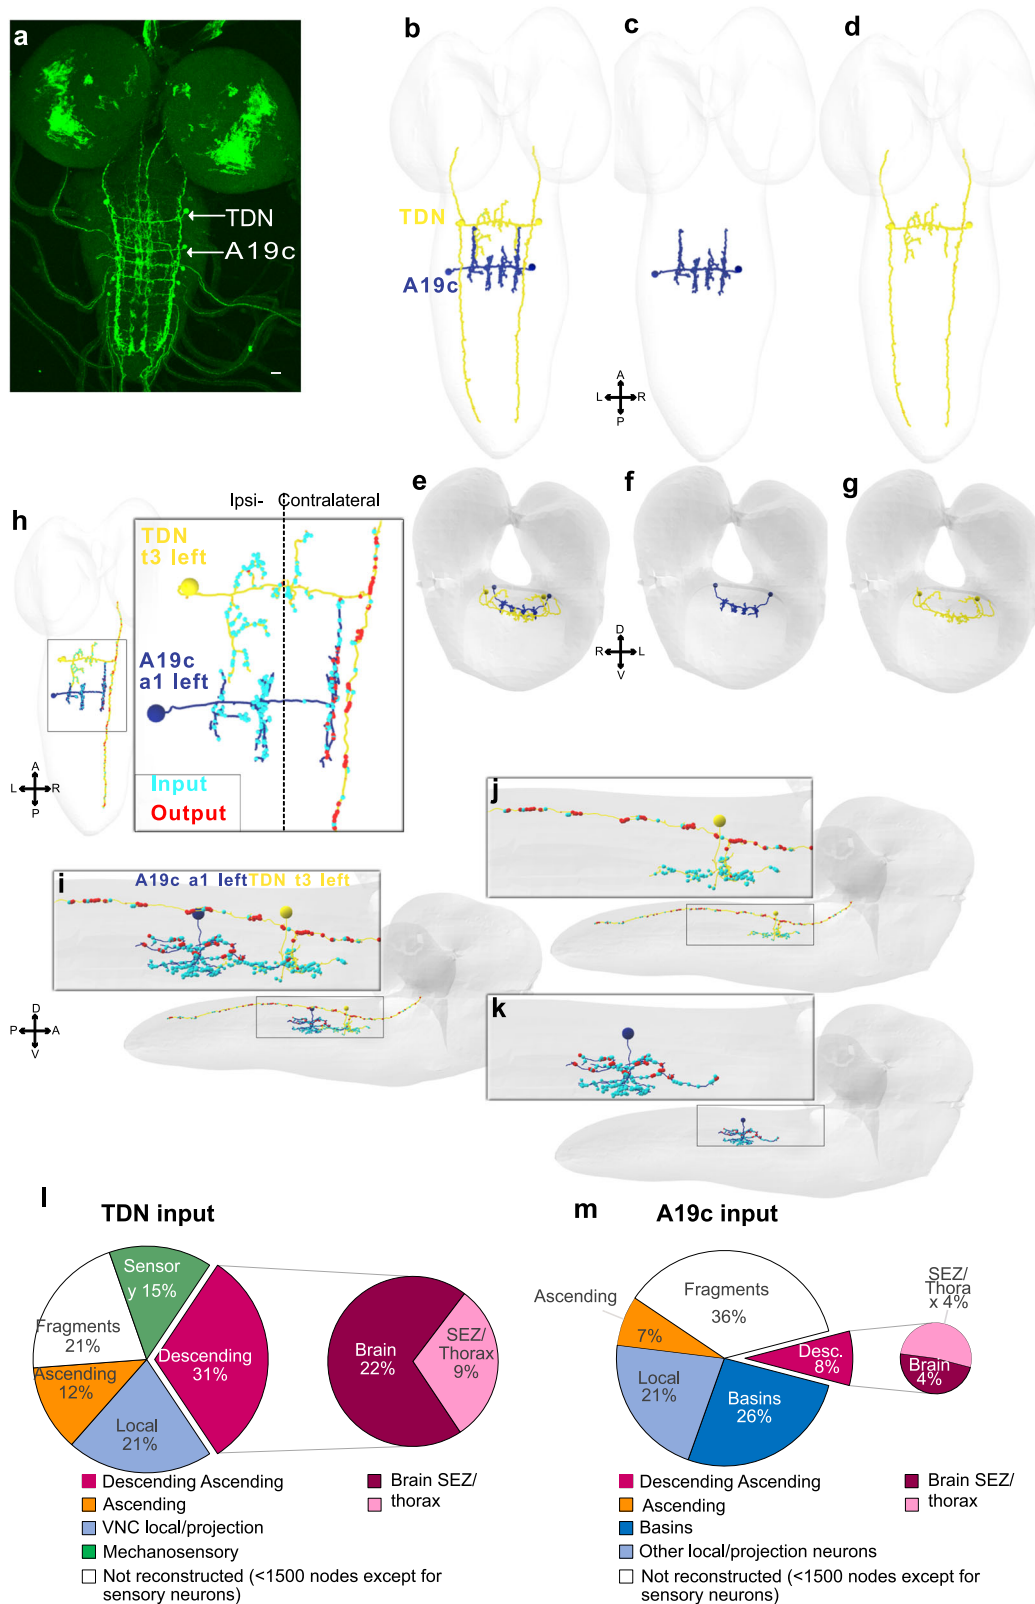 a
TDN
A19c
b
c
d
TDN
A19c
A
L R
P
e
f
g
D
R L
V
h
Ipsi- Contralateral
TDN
t3 left
A19c
a1 left
Input
Output
A
L R
P
i
A19c a1 left TDN t3 left
D
P A
V
j
k
l
TDN input
Sensor
y 15%
Fragments
21%
Ascending
12%
Local
21%
Descending
31%
Brain
22%
SEZ/
Thorax
9%
Descending Ascending
Ascending
VNC local/projection
Mechanosensory
Not reconstructed (<1500 nodes except for
sensory neurons)
Brain SEZ/
thorax
m
A19c input
Fragments
36%
Ascending
7%
Local
21%
Basins
26%
Desc.
8%
SEZ/
Thora
x 4%
Brain
4%
Descending Ascending
Ascending
Basins
Other local/projection neurons
Not reconstructed (<1500 nodes except for
sensory neurons)
Brain SEZ/
thorax